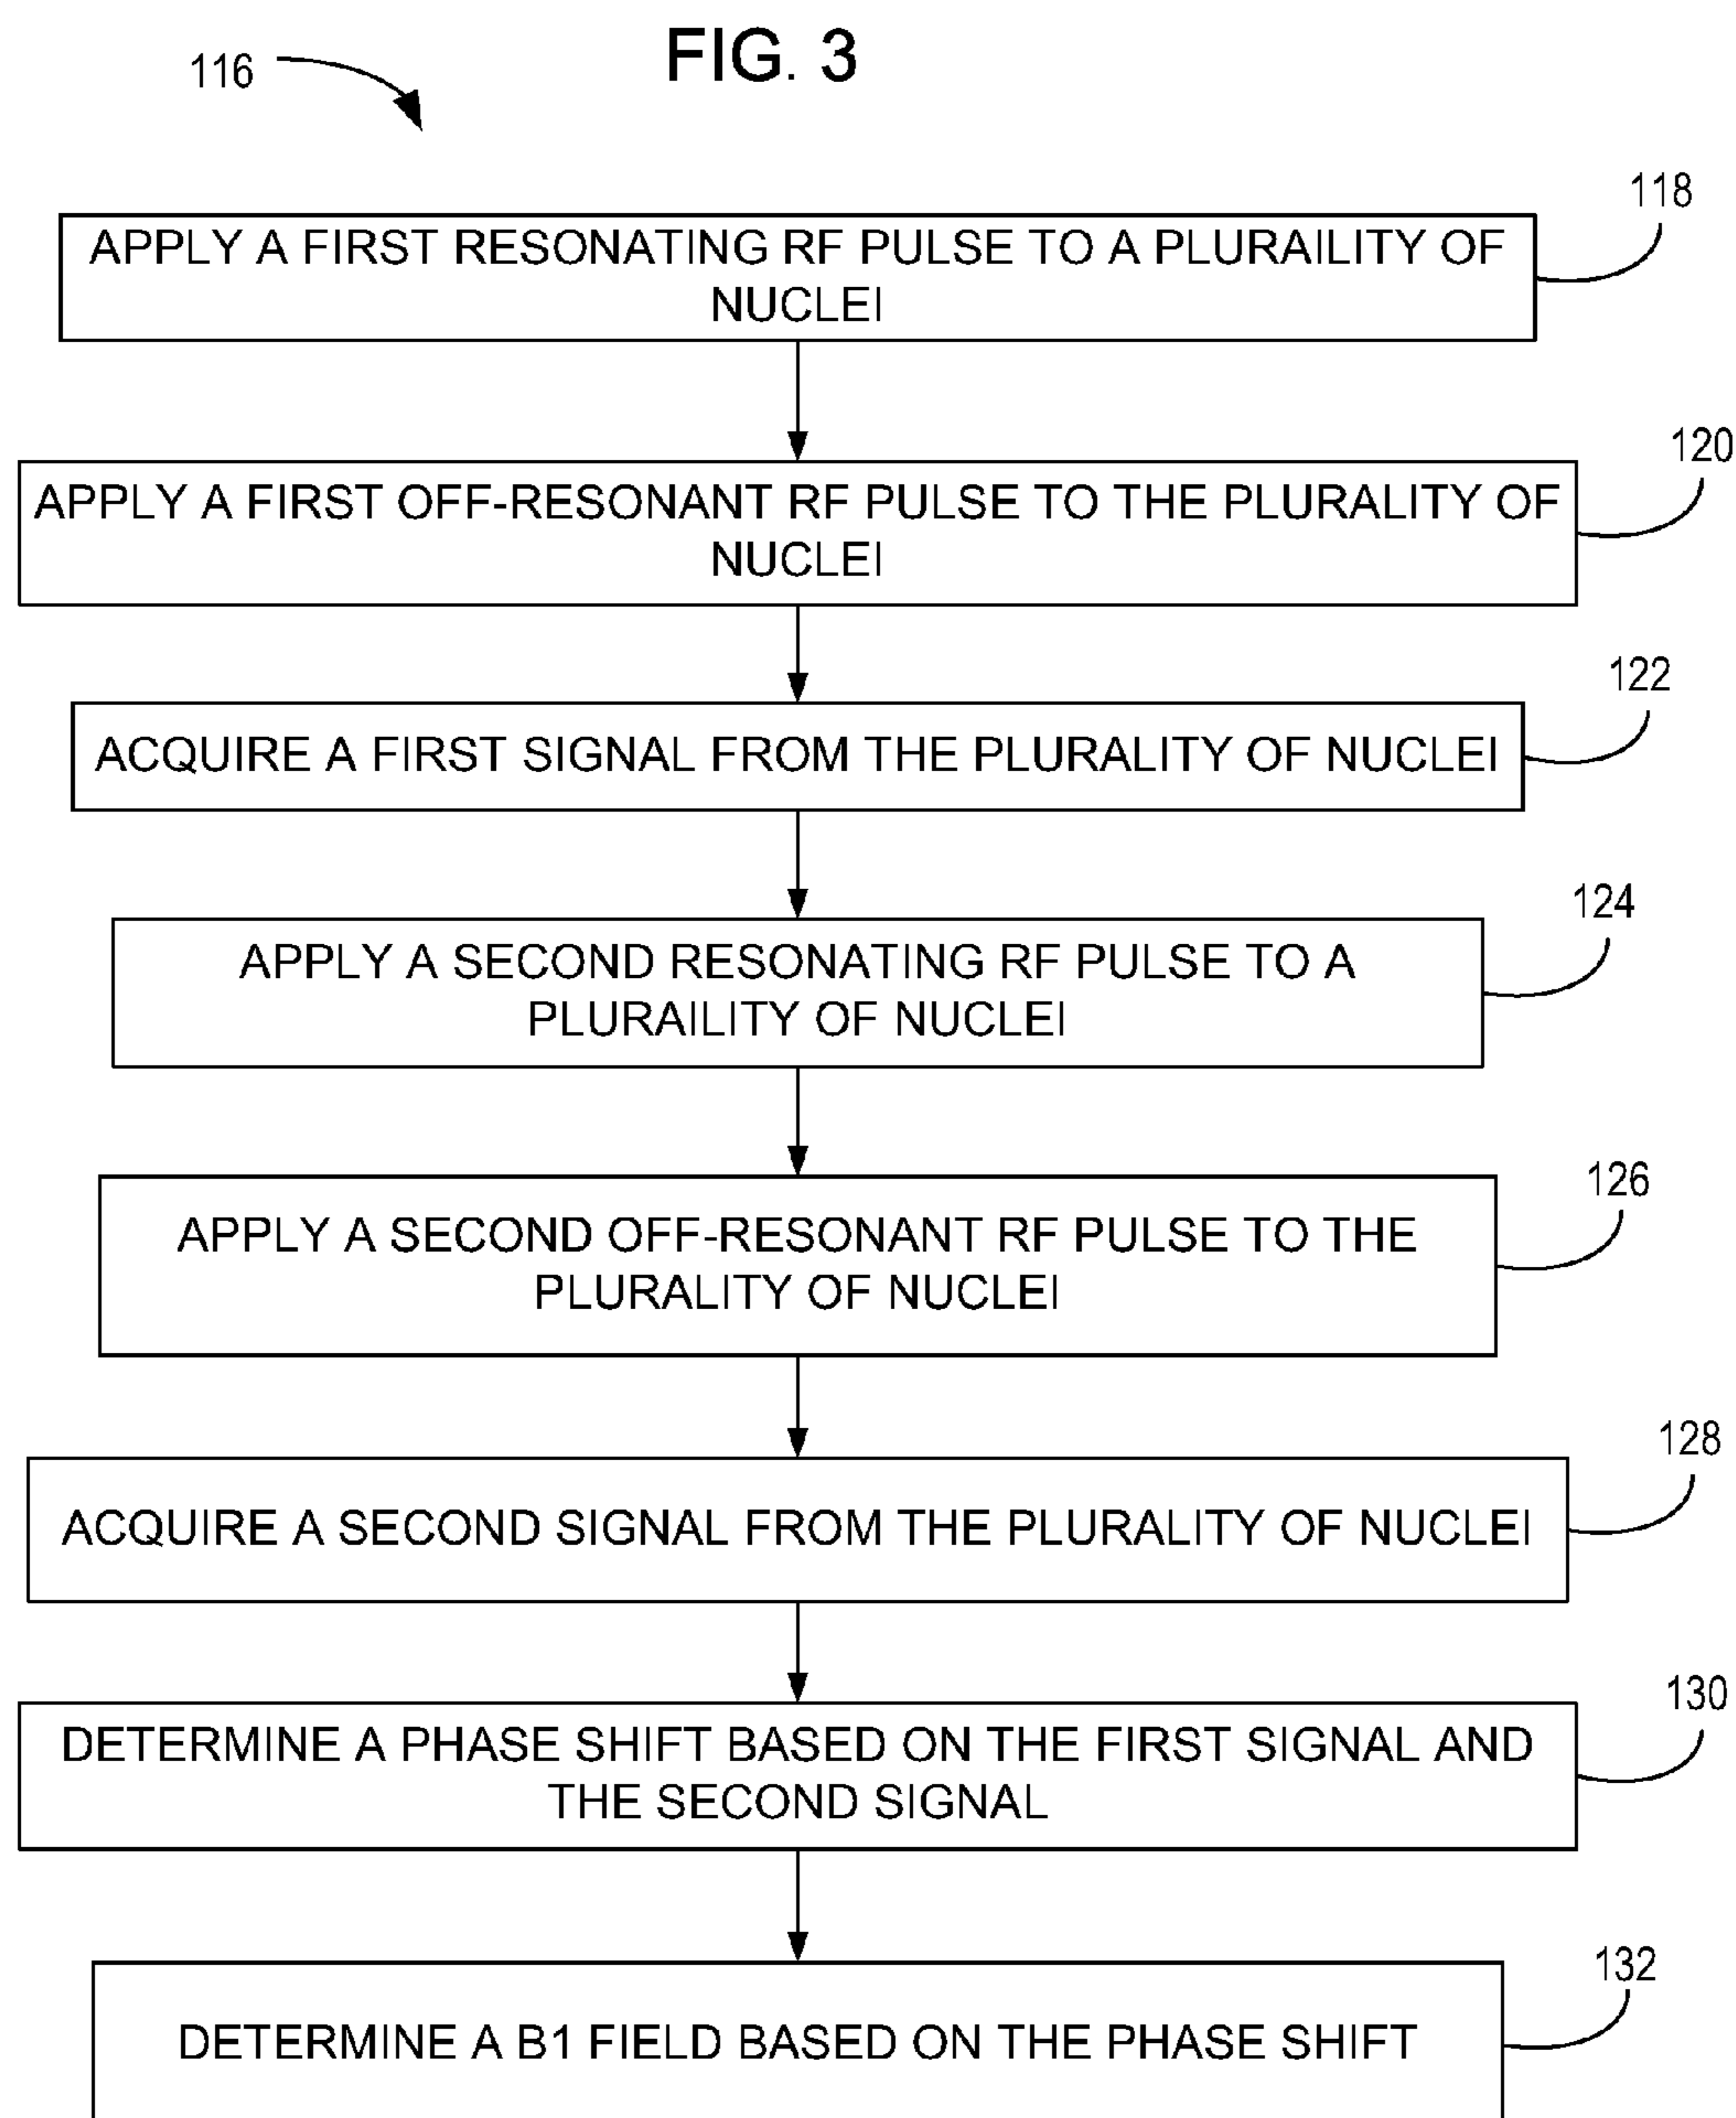 FIG. 3
116
118
APPLY A FIRST RESONATING RF PULSE TO A PLURAILITY OF
NUCLEI
120
APPLY A FIRST OFF-RESONANT RF PULSE TO THE PLURALITY OF
NUCLEI
122
ACQUIRE A FIRST SIGNAL FROM THE PLURALITY OF NUCLEI
124
APPLY A SECOND RESONATING RF PULSE TO A
PLURAILITY OF NUCLEI
126
APPLY A SECOND OFF-RESONANT RF PULSE TO THE
PLURALITY OF NUCLEI
128
ACQUIRE A SECOND SIGNAL FROM THE PLURALITY OF NUCLEI
130
DETERMINE A PHASE SHIFT BASED ON THE FIRST SIGNAL AND
THE SECOND SIGNAL
132
DETERMINE A B1 FIELD BASED ON THE PHASE SHIFT